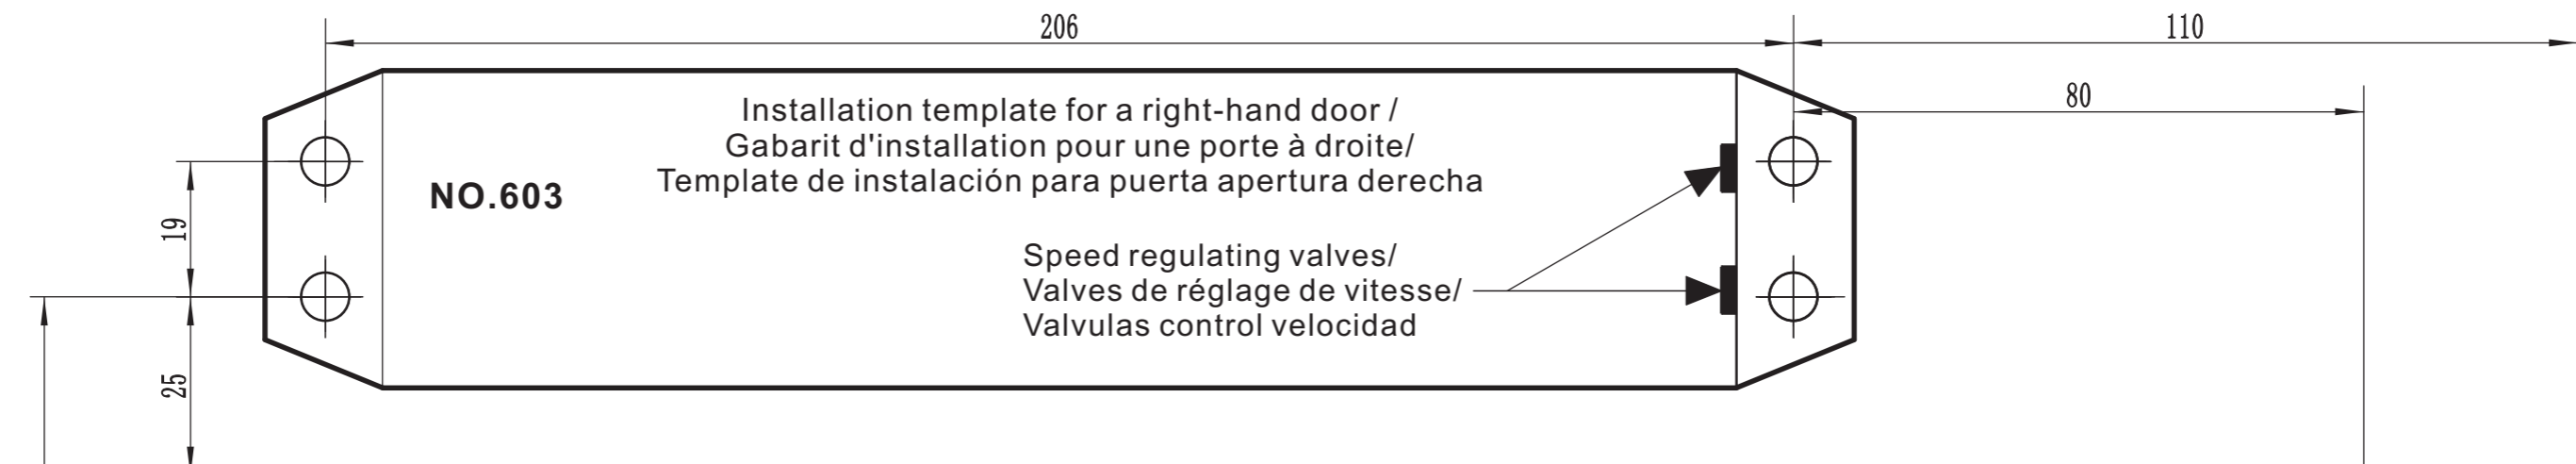 206
110
80
Installation template for a right-hand door /
Gabarit d'installation pour une porte à droite/
Template de instalación para puerta apertura derecha
NO.603
19
Speed regulating valves/
Valves de réglage de vitesse/
Valvulas control velocidad
25